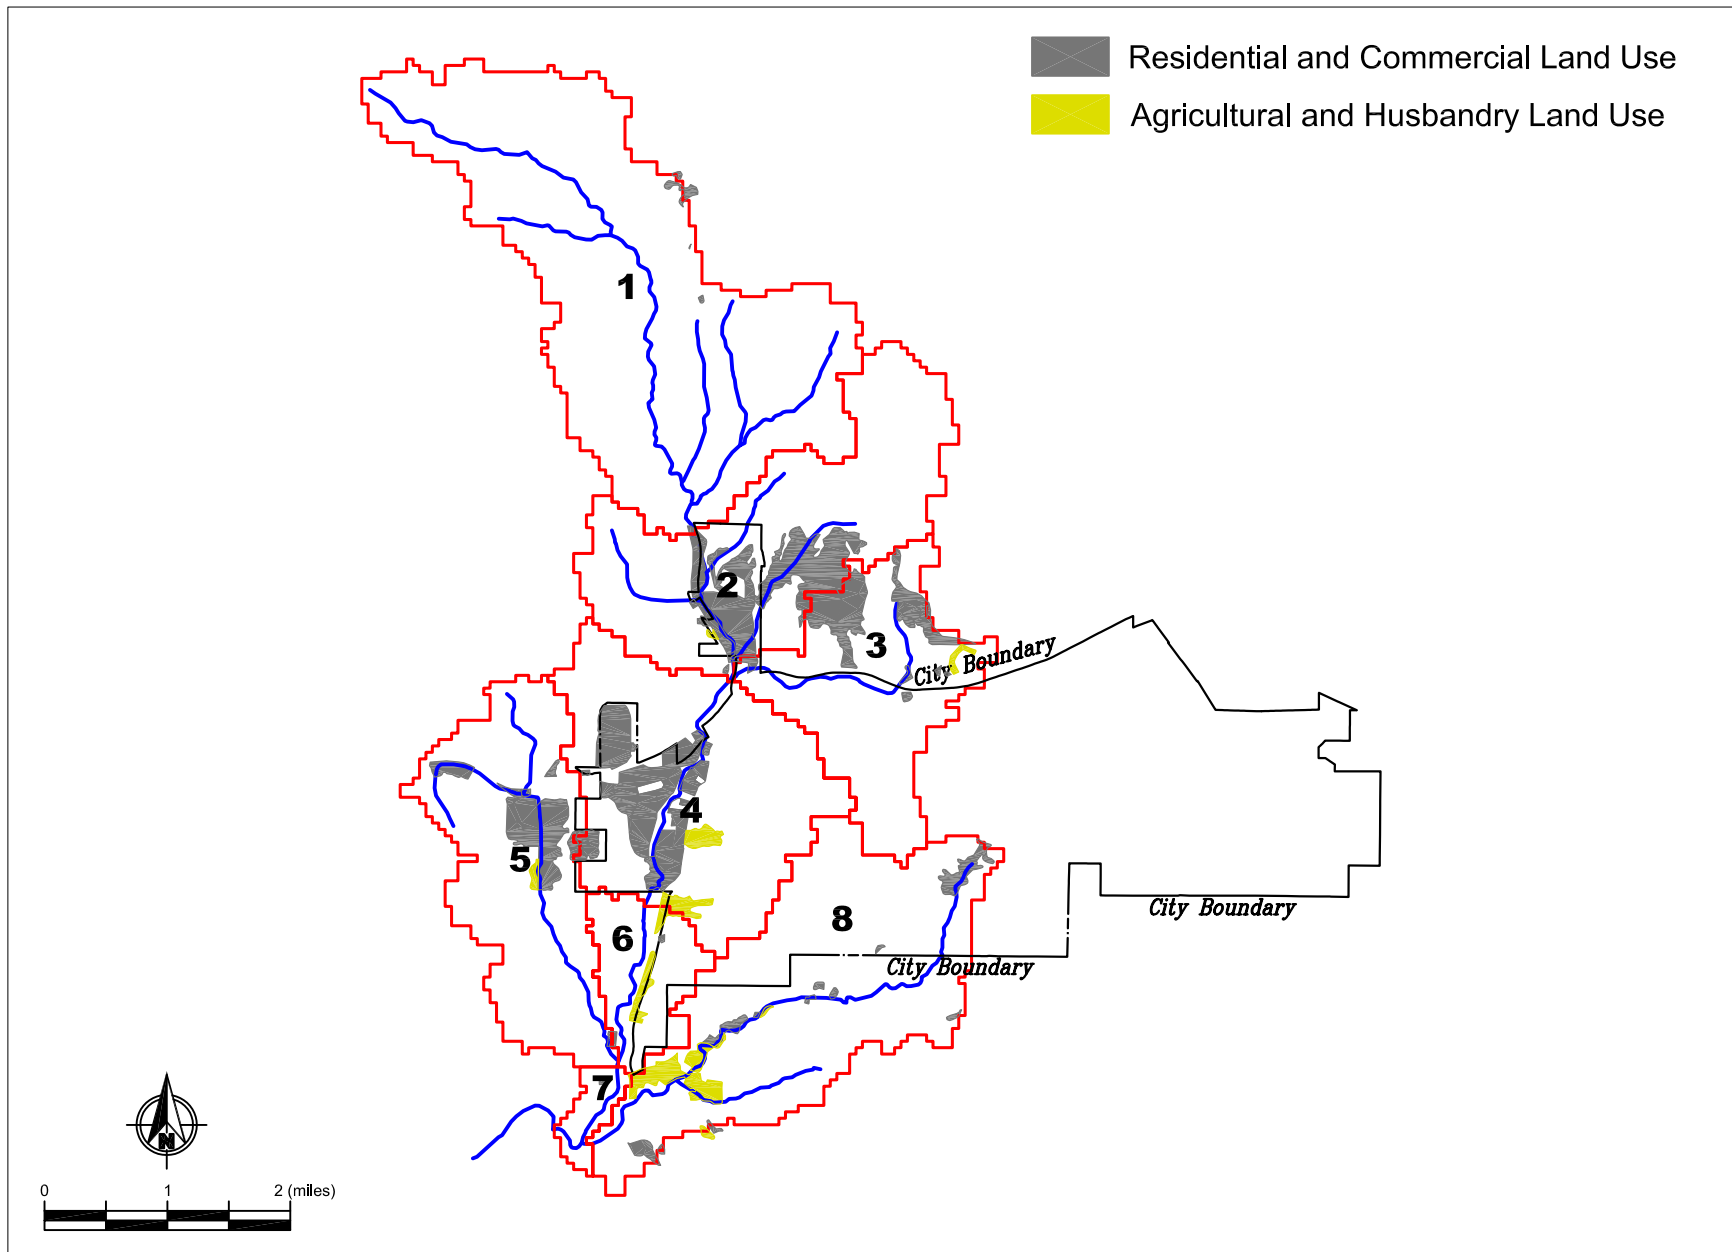 Residential and Commercial Land Use
Agricultural and Husbandry Land Use
1
2
3
City Boundary
4
5
City Boundary
8
6
City Boundary
7
N
0 1 2 (miles)